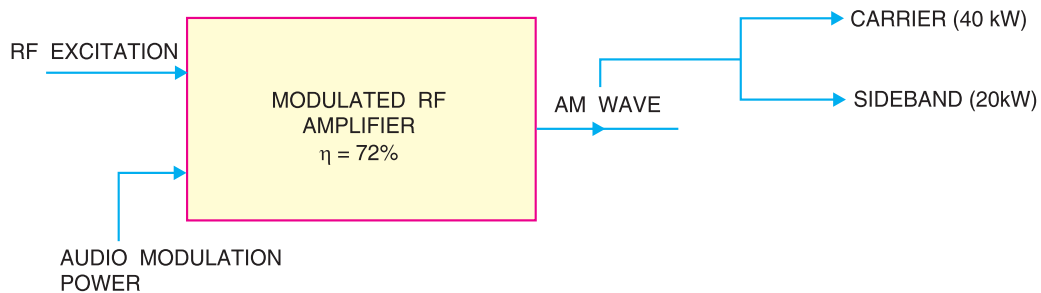 RF EXCITATION
MODULATED RF
AMPLIFIER
η = 72%
AUDIO MODULATION
POWER
AM WAVE
CARRIER (40 kW)
SIDEBAND (20kW)